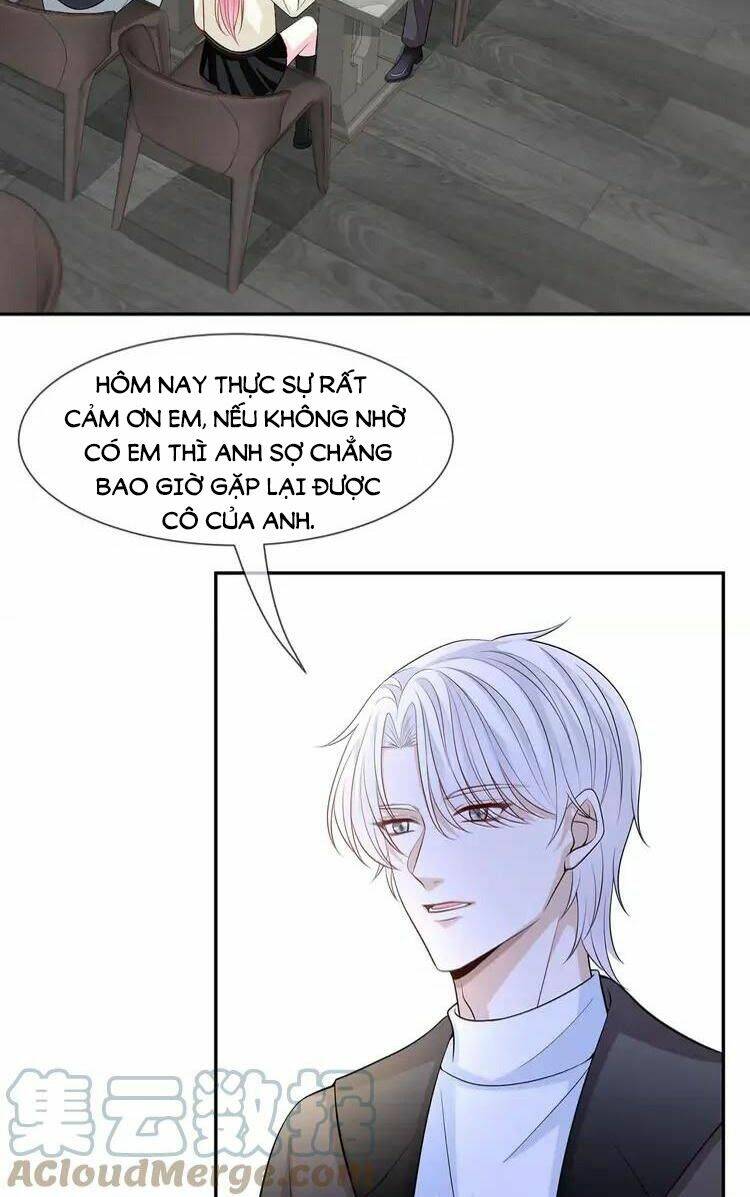 HÔM NAY THỰC SỰ RẤT
CẢM ƠN EM, NẾU KHÔNG NHỜ
CÓ EM THÌ ANH SỢ CHẲNG
BAO GIỜ GẶP LẠI ĐƯỢC
CÔ CỦA ANH.
集云数据
ACloudMerge.com